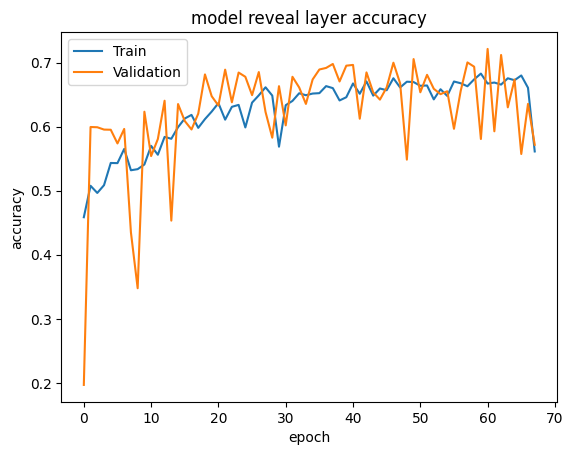 model reveal layer accuracy
Train
Validation
0.7
0.6
0.5
0.4
0.3
0.2
accuracy
0 10 20 30 40 50 60 70
epoch